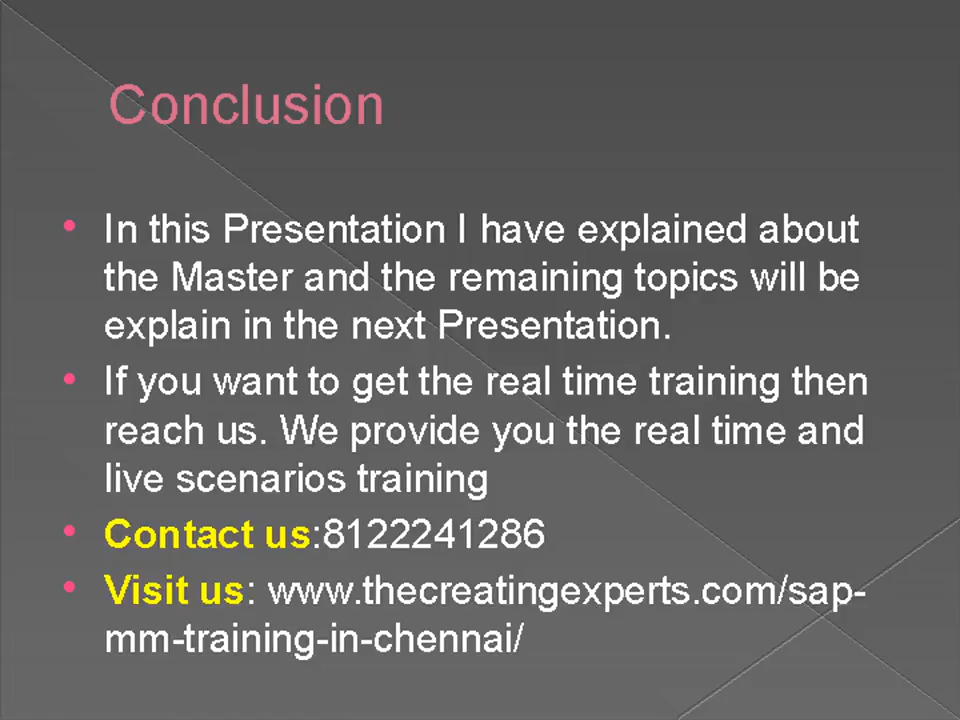 Conclusion
• In this Presentation I have explained about
the Master and the remaining topics will be
explain in the next Presentation.
• If you want to get the real time training then
reach us. We provide you the real time and
live scenarios training
• Contact us:8122241286
• Visit us: www.thecreatingexperts.com/sap-
mm-training-in-chennai/